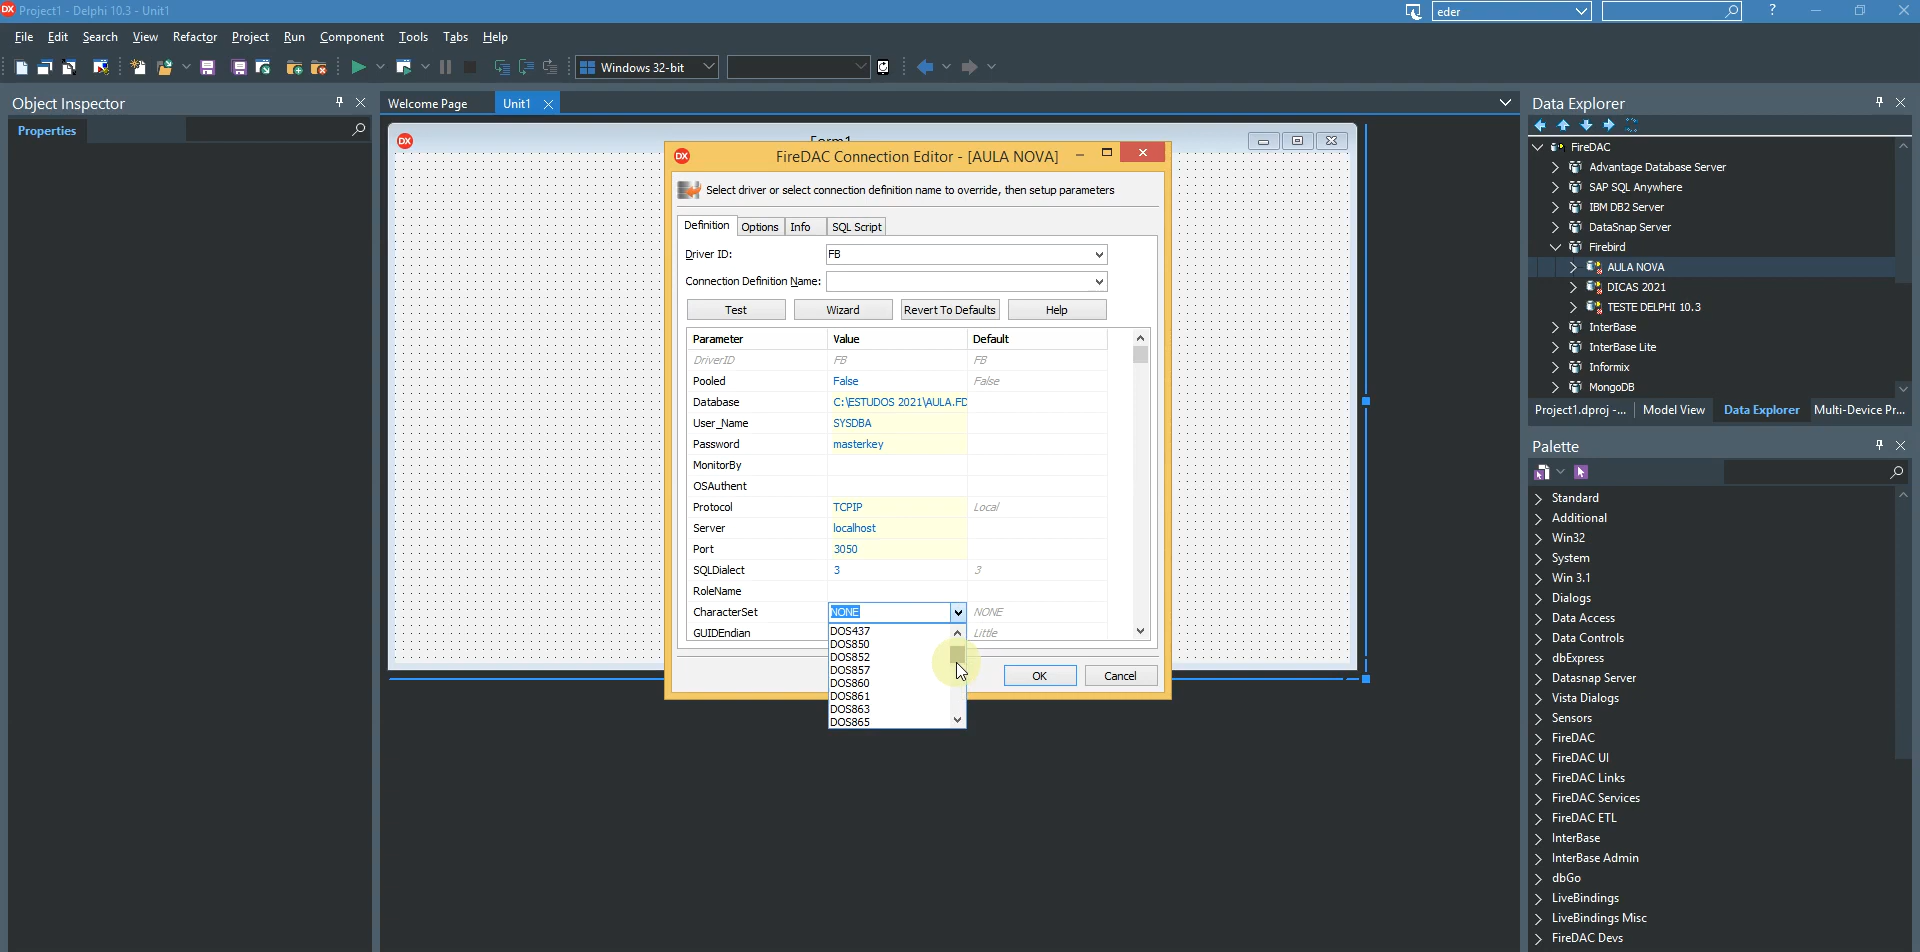 Project1 - Delphi 10.3 - Unit1
eder
?
File Edit Search View Refactor Project Run Component Tools Tabs Help
Windows 32-bit
Object Inspector
Properties
Welcome Page
Unit1
DX
FireDAC Connection Editor - [AULA NOVA]
Select driver or select connection definition name to override, then setup parameters
Definition Options Info SQL Script
Driver ID: FB
Connection Definition Name:
Test Wizard Revert To Defaults Help
Parameter Value Default
DriverID FB FB
Pooled False False
Database C:\ESTUDOS 2021\AULA.FD
User_Name SYSDBA
Password masterkey
MonitorBy
OSAuthent
Protocol TCPIP Local
Server localhost
Port 3050
SQLDialect 3 3
RoleName
CharacterSet NONE NONE
GUIDEndian Little
DOS437
DOS850
DOS852
DOS857
DOS860
DOS861
DOS863
DOS865
OK Cancel
Data Explorer
FireDAC
Advantage Database Server
SAP SQL Anywhere
IBM DB2 Server
DataSnap Server
Firebird
AULA NOVA
DICAS 2021
TESTE DELPHI 10.3
InterBase
InterBase Lite
Informix
MongoDB
Project1.dproj -... Model View Data Explorer Multi-Device Pr...
Palette
Standard
Additional
Win32
System
Win 3.1
Dialogs
Data Access
Data Controls
dbExpress
Datasnap Server
Vista Dialogs
Sensors
FireDAC
FireDAC UI
FireDAC Links
FireDAC Services
FireDAC ETL
InterBase
InterBase Admin
dbGo
LiveBindings
LiveBindings Misc
FireDAC Devs